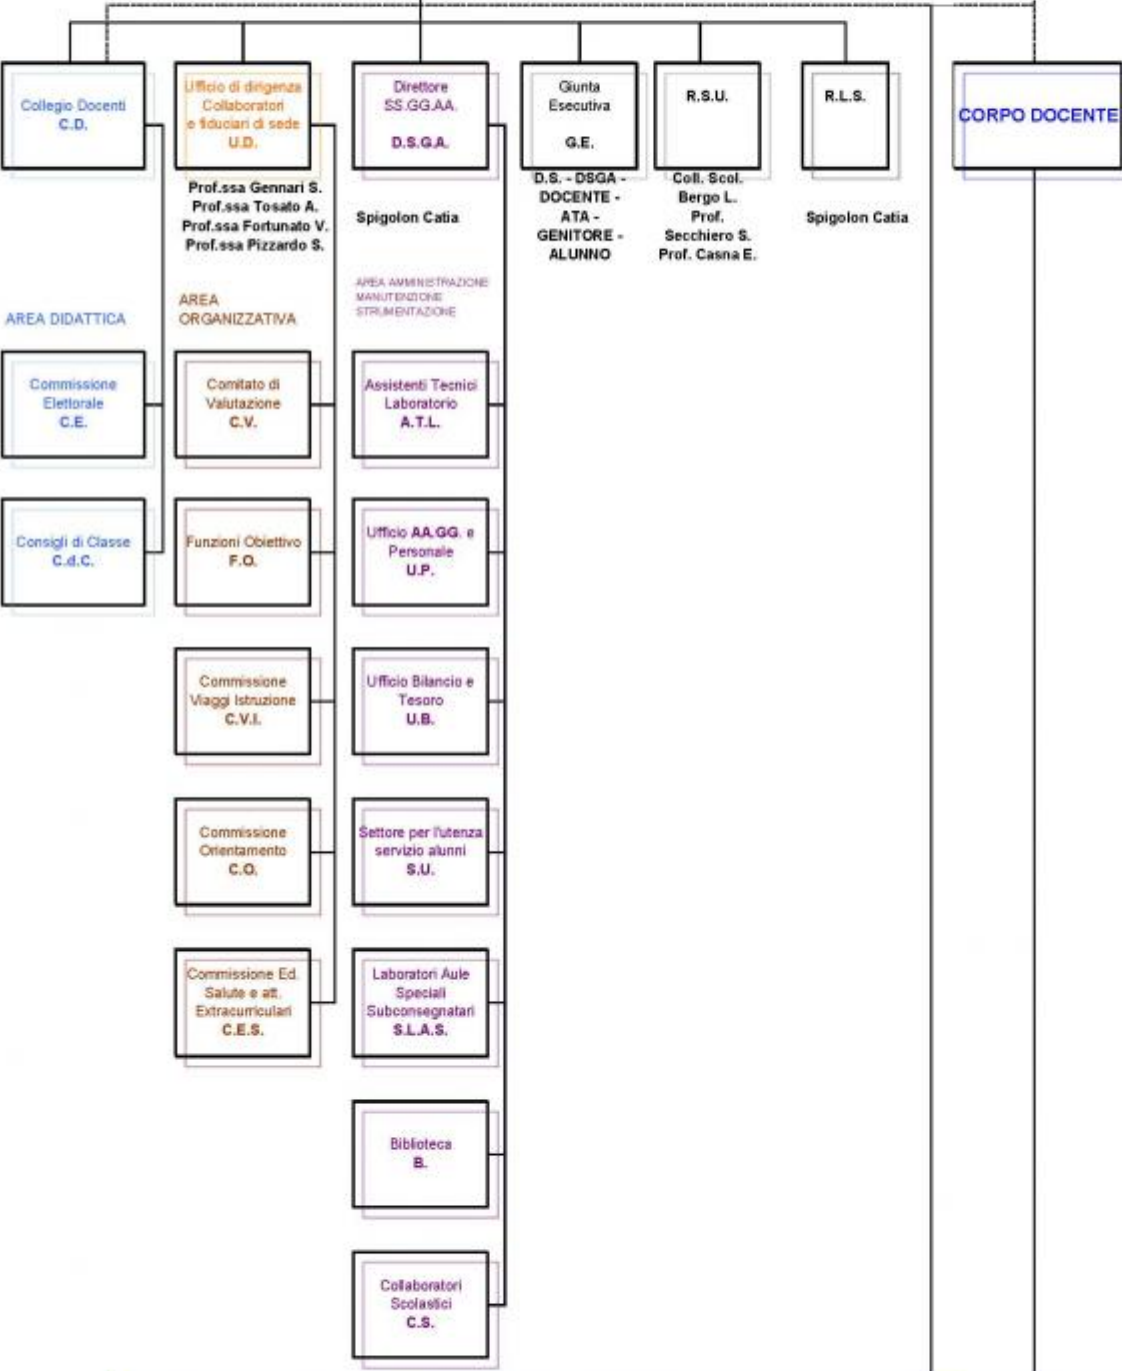 Collegio Docenti
C.D.
Ufficio di dirigenza
Collaboratori
e fiduciari di sede
U.D.
Direttore
SS.GG.AA.
D.S.G.A.
Giunta
Esecutiva
G.E.
R.S.U.
R.L.S.
CORPO DOCENTE
Prof.ssa Gennari S.
Prof.ssa Tosato A.
Prof.ssa Fortunato V.
Prof.ssa Pizzardo S.
Spigolon Catia
D.S. - DSGA -
DOCENTE -
ATA -
GENITORE -
ALUNNO
Coll. Scol.
Bergo L.
Prof.
Secchiero S.
Prof. Casna E.
Spigolon Catia
AREA DIDATTICA
AREA
ORGANIZZATIVA
AREA AMMINISTRAZIONE
MANUTENZIONE
STRUMENTAZIONE
Commissione
Elettorale
C.E.
Comitato di
Valutazione
C.V.
Assistenti Tecnici
Laboratorio
A.T.L.
Consigli di Classe
C.d.C.
Funzioni Obiettivo
F.O.
Ufficio AA.GG. e
Personale
U.P.
Commissione
Viaggi Istruzione
C.V.I.
Ufficio Bilancio e
Tesoro
U.B.
Commissione
Orientamento
C.O.
Settore per l'utenza
servizio alunni
S.U.
Commissione Ed.
Salute e att.
Extracurriculari
C.E.S.
Laboratori Aule
Speciali
Subconsegnatari
S.L.A.S.
Biblioteca
B.
Collaboratori
Scolastici
C.S.